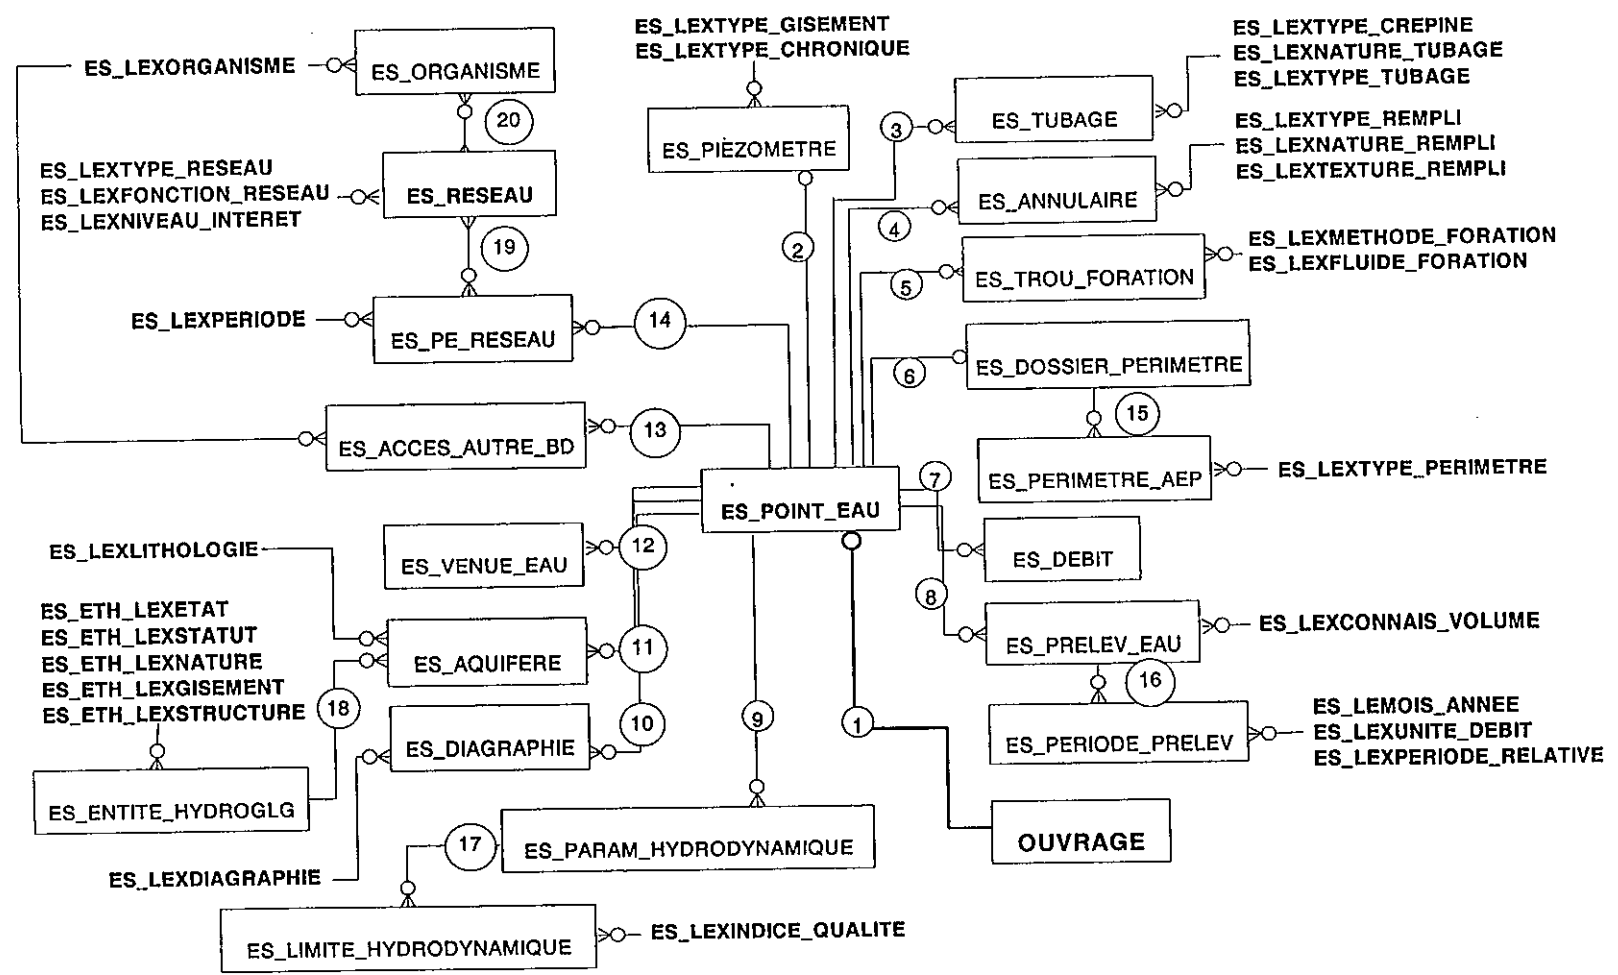 ES_LEXORGANISME
ES_ORGANISME
20
ES_LEXTYPE_RESEAU
ES_LEXFONCTION_RESEAU
ES_LEXNIVEAU_INTERET
ES_RESEAU
19
ES_LEXPERIODE
ES_PE_RESEAU
14
ES_ACCES_AUTRE_BD
13
ES_LEXTYPE_GISEMENT
ES_LEXTYPE_CHRONIQUE
ES_PIEZOMETRE
2
ES_LEXTYPE_CREPINE
ES_LEXNATURE_TUBAGE
ES_LEXTYPE_TUBAGE
3
ES_TUBAGE
ES_LEXTYPE_REMPLI
ES_LEXNATURE_REMPLI
ES_LEXTEXTURE_REMPLI
4
ES_ANNULAIRE
ES_LEXMETHODE_FORATION
ES_LEXFLUIDE_FORATION
5
ES_TROU_FORATION
6
ES_DOSSIER_PERIMETRE
15
ES_PERIMETRE_AEP
ES_LEXTYPE_PERIMETRE
ES_POINT_EAU
7
ES_DEBIT
8
ES_PRELEV_EAU
ES_LEXCONNAIS_VOLUME
16
ES_PERIODE_PRELEV
ES_LEMOIS_ANNEE
ES_LEXUNITE_DEBIT
ES_LEXPERIODE_RELATIVE
ES_VENUE_EAU
12
ES_LEXLITHOLOGIE
ES_ETH_LEXETAT
ES_ETH_LEXSTATUT
ES_ETH_LEXNATURE
ES_ETH_LEXGISEMENT
ES_ETH_LEXSTRUCTURE
18
ES_AQUIFERE
11
ES_DIAGRAPHIE
10
9
1
ES_ENTITE_HYDROGLG
ES_LEXDIAGRAPHIE
17
ES_PARAM_HYDRODYNAMIQUE
OUVRAGE
ES_LIMITE_HYDRODYNAMIQUE
ES_LEXINDICE_QUALITE